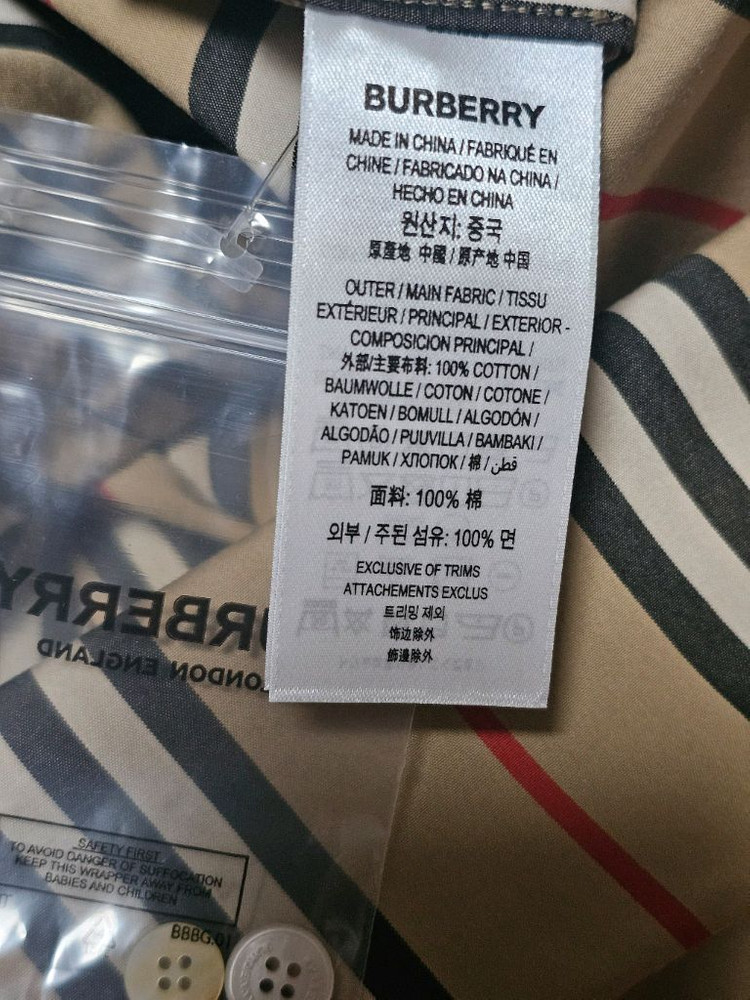 BURBERRY
MADE IN CHINA / FABRIQUÉ EN
CHINE / FABRICADO NA CHINA /
HECHO EN CHINA
원산지: 중국
原產地 中國 / 原产地 中国
OUTER / MAIN FABRIC / TISSU
EXTÉRIEUR / PRINCIPAL / EXTERIOR -
COMPOSICION PRINCIPAL /
外部/主要布料: 100% COTTON /
BAUMWOLLE / COTON / COTONE /
KATOEN / BOMULL / ALGODÓN /
ALGODÃO / PUUVILLA / BAMBAKI /
PAMUK / ХЛОПОК / 棉 / قطن
面料: 100% 棉
외부 / 주된 섬유: 100% 면
EXCLUSIVE OF TRIMS
ATTACHEMENTS EXCLUS
트리밍 제외
饰边除外
飾邊除外
BURBERRY
LONDON ENGLAND
SAFETY FIRST
TO AVOID DANGER OF SUFFOCATION
KEEP THIS WRAPPER AWAY FROM
BABIES AND CHILDREN
BBBG.01